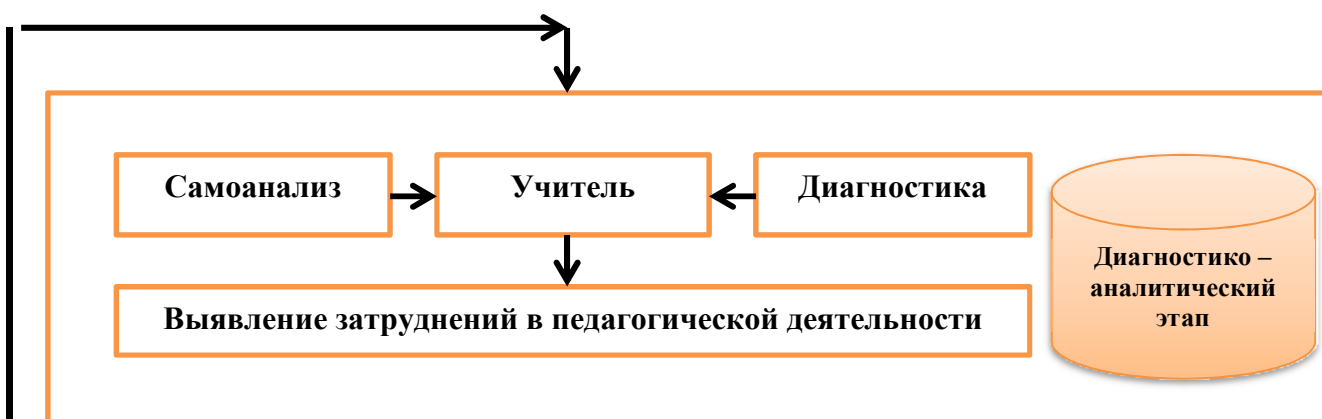 Самоанализ
Учитель
Диагностика
Выявление затруднений в педагогической деятельности
Диагностико –
аналитический
этап